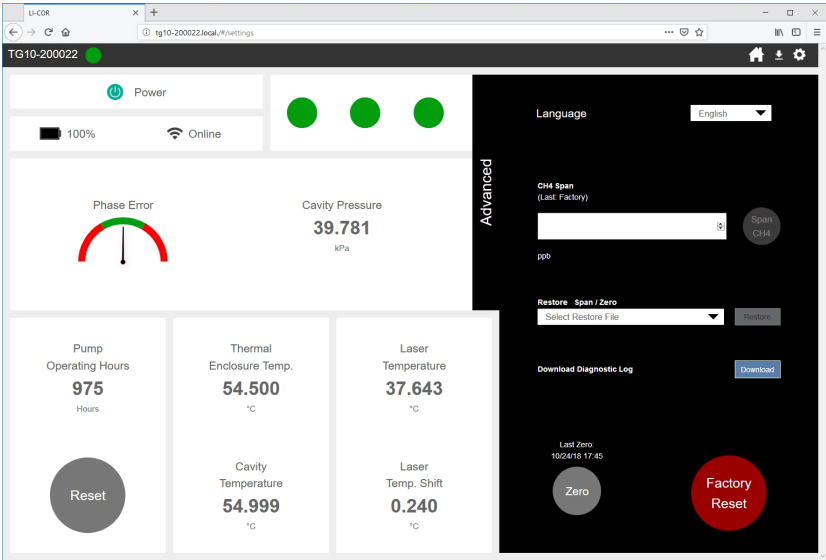 LI-COR
tg10-200022.local./#/settings
TG10-200022
Power
100%
Online
Phase Error
Cavity Pressure
39.781
kPa
Pump
Operating Hours
975
Hours
Reset
Thermal
Enclosure Temp.
54.500
°C
Cavity
Temperature
54.999
°C
Laser
Temperature
37.643
°C
Laser
Temp. Shift
0.240
°C
Advanced
Language
English
CH4 Span
(Last: Factory)
Span
CH4
ppb
Restore Span / Zero
Select Restore File
Restore
Download Diagnostic Log
Download
Last Zero:
10/24/18 17:45
Zero
Factory
Reset